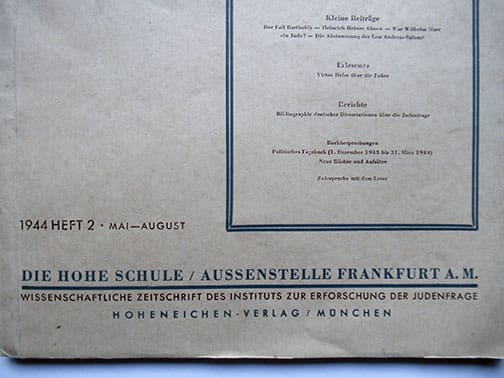 Kleine Beiträge
Der Fall Bartholdy — Heinrich Heines Ahnen — War Wilhelm Marr
ein Jude? — Die Abstammung der Lou Andreas-Salomé
Erlesenes
Victor Hehn über die Juden
Berichte
Bibliographie deutscher Dissertationen über die Judenfrage
Buchbesprechungen
Politisches Tagebuch (1. Dezember 1943 bis 31. März 1944)
Neue Bücher und Aufsätze
Zwiesprache mit dem Leser
1944 HEFT 2 · MAI—AUGUST
DIE HOHE SCHULE / AUSSENSTELLE FRANKFURT A. M.
WISSENSCHAFTLICHE ZEITSCHRIFT DES INSTITUTS ZUR ERFORSCHUNG DER JUDENFRAGE
HOHENEICHEN-VERLAG / MÜNCHEN